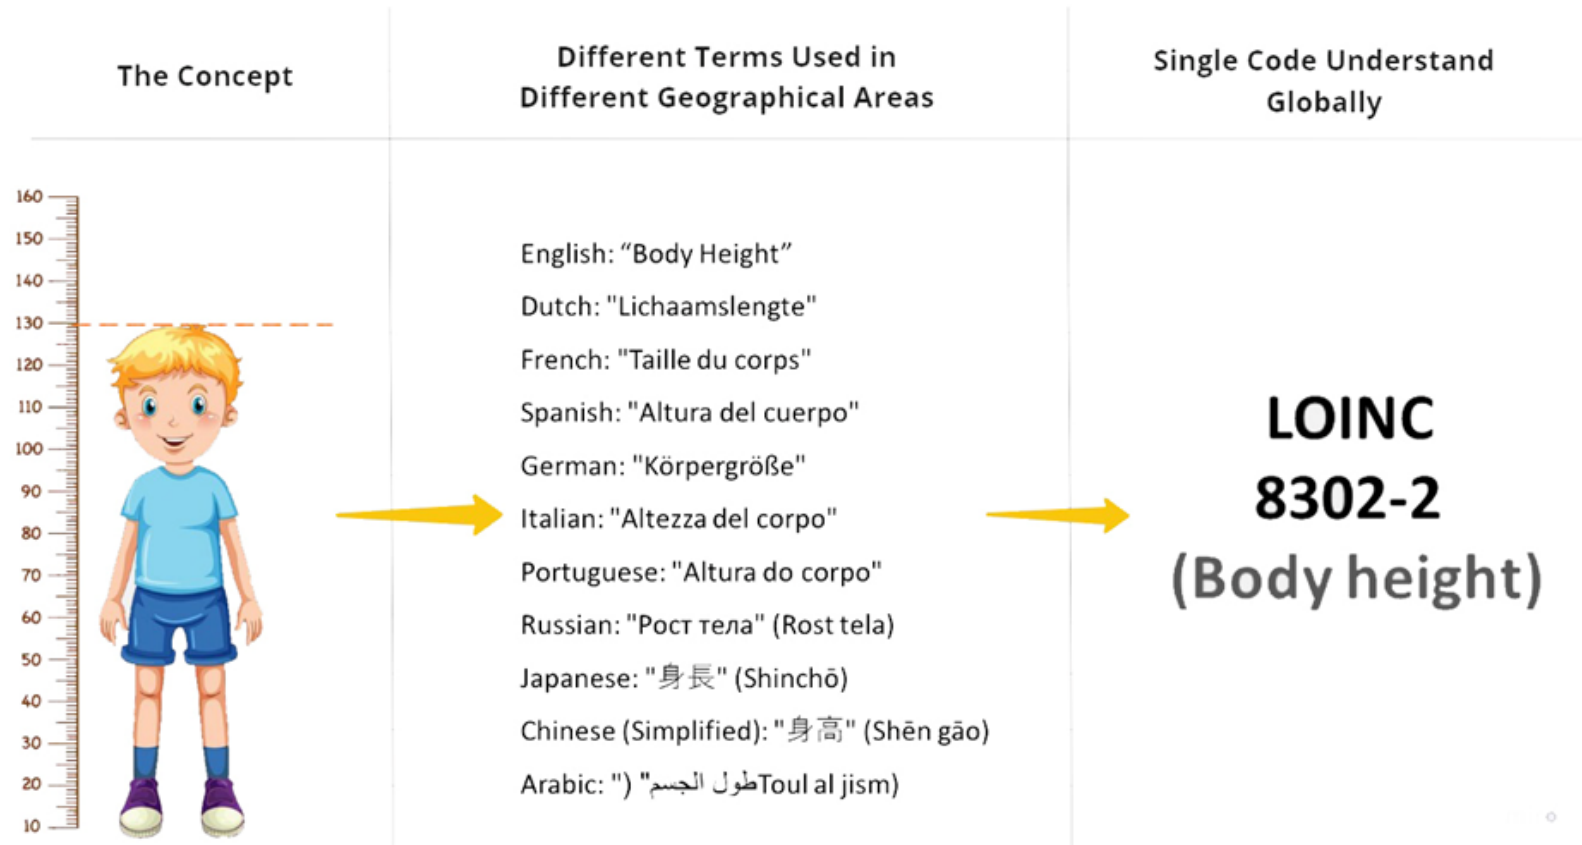 The Concept
Different Terms Used in
Different Geographical Areas
Single Code Understand
Globally
160
150
140
130
120
110
100
90
80
70
60
50
40
30
20
10
English: “Body Height”
Dutch: "Lichaamslengte"
French: "Taille du corps"
Spanish: "Altura del cuerpo"
German: "Körpergröße"
Italian: "Altezza del corpo"
Portuguese: "Altura do corpo"
Russian: "Рост тела" (Rost tela)
Japanese: "身長" (Shinchō)
Chinese (Simplified): "身高" (Shēn gāo)
Arabic: ") "طول الجسمToul al jism)
LOINC
8302-2
(Body height)